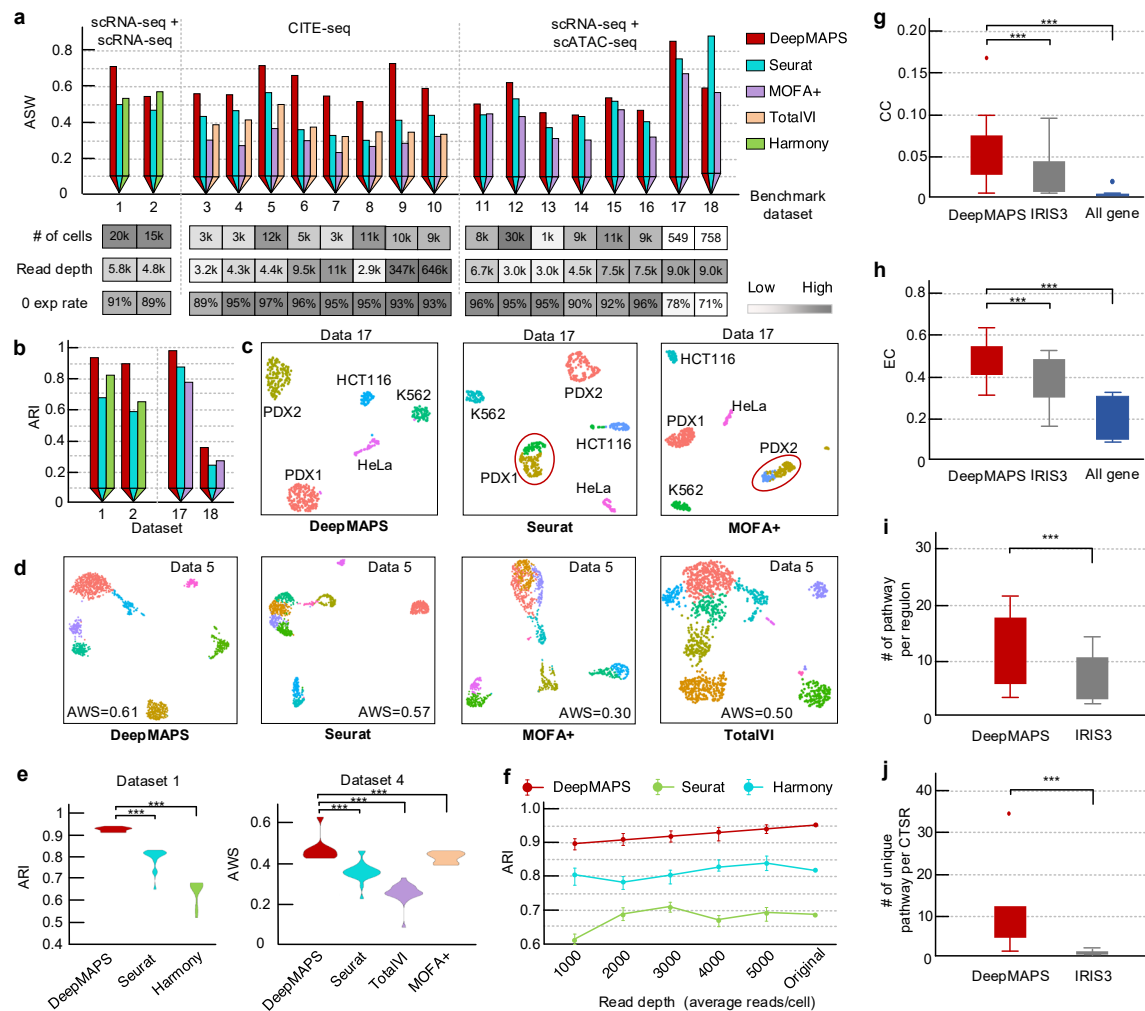 a
scRNA-seq +
scRNA-seq
CITE-seq
scRNA-seq +
scATAC-seq
ASW
0.8
0.6
0.4
0.2
0
DeepMAPS
Seurat
MOFA+
TotalVI
Harmony
1 2 3 4 5 6 7 8 9 10 11 12 13 14 15 16 17 18
Benchmark
dataset
# of cells 20k 15k 3k 3k 12k 5k 3k 11k 10k 9k 8k 30k 1k 9k 11k 9k 549 758
Read depth 5.8k 4.8k 3.2k 4.3k 4.4k 9.5k 11k 2.9k 347k 646k 6.7k 3.0k 3.0k 4.5k 7.5k 7.5k 9.0k 9.0k
0 exp rate 91% 89% 89% 95% 97% 96% 95% 95% 93% 93% 96% 95% 95% 90% 92% 96% 78% 71%
Low High
b
ARI
1
0.8
0.6
0.4
0.2
0
1 2 17 18
Dataset
c
Data 17
PDX2
HCT116
K562
HeLa
PDX1
DeepMAPS
Data 17
PDX2
K562
HCT116
PDX1
HeLa
Seurat
Data 17
HCT116
HeLa
PDX1
PDX2
K562
MOFA+
d
Data 5
AWS=0.61
DeepMAPS
Data 5
AWS=0.57
Seurat
Data 5
AWS=0.30
MOFA+
Data 5
AWS=0.50
TotalVI
e
Dataset 1
***
***
ARI
1
0.9
0.8
0.7
0.6
0.5
0.4
DeepMAPS
Seurat
Harmony
Dataset 4
***
***
***
AWS
0.6
0.4
0.2
0
DeepMAPS
Seurat
TotalVI
MOFA+
f
DeepMAPS Seurat Harmony
ARI
1.0
0.9
0.8
0.7
0.6
1000
2000
3000
4000
5000
Original
Read depth (average reads/cell)
g
***
***
CC
0.20
0.15
0.10
0.05
0
DeepMAPS IRIS3 All gene
h
***
***
EC
0.8
0.6
0.4
0.2
0
DeepMAPS IRIS3 All gene
i
***
# of pathway
per regulon
30
20
10
0
DeepMAPS IRIS3
j
***
# of unique
pathway per CTSR
40
30
20
10
0
DeepMAPS IRIS3